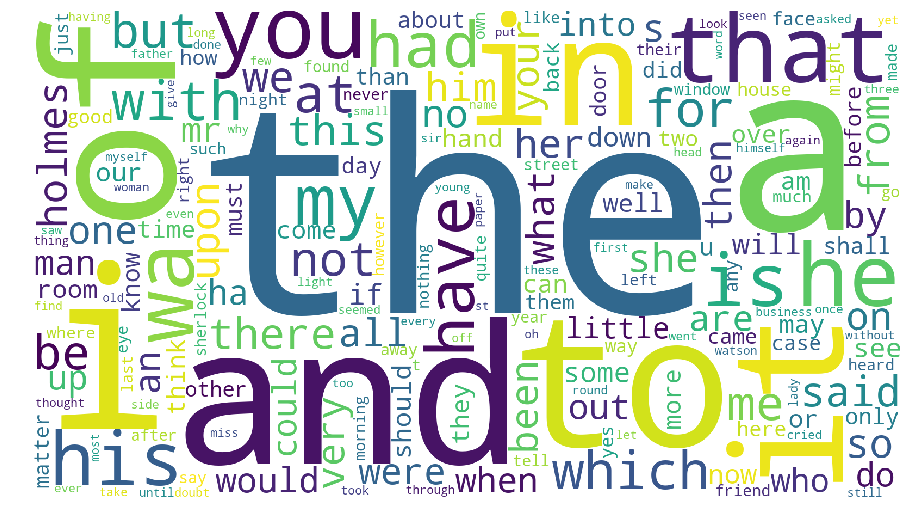 the
and
to
a
of
in
i
that
it
you
he
his
is
was
my
have
had
with
at
which
for
but
be
not
we
this
me
said
upon
her
she
him
there
all
your
what
from
on
as
no
so
are
one
were
been
very
would
could
out
holmes
by
an
up
if
mr
ha
wa
man
into
s
when
then
little
will
some
who
do
or
down
should
our
can
may
see
well
us
must
am
think
over
more
know
room
shall
before
only
come
than
them
about
did
time
two
door
they
other
any
now
came
hand
back
how
face
might
matter
here
case
has
good
night
day
never
their
say
just
own
such
house
way
u
where
found
like
after
however
nothing
much
eye
heard
yes
without
thing
once
quite
through
made
away
year
morning
right
last
friend
window
light
sherlock
street
tell
left
go
again
first
every
took
long
done
few
why
father
give
small
name
sir
put
look
seen
asked
word
yet
three
having
myself
woman
even
saw
old
find
thought
side
most
ever
take
until
doubt
miss
too
off
seemed
st
t
oh
round
let
went
watson
business
lady
cried
still
young
paper
these
make
head
himself